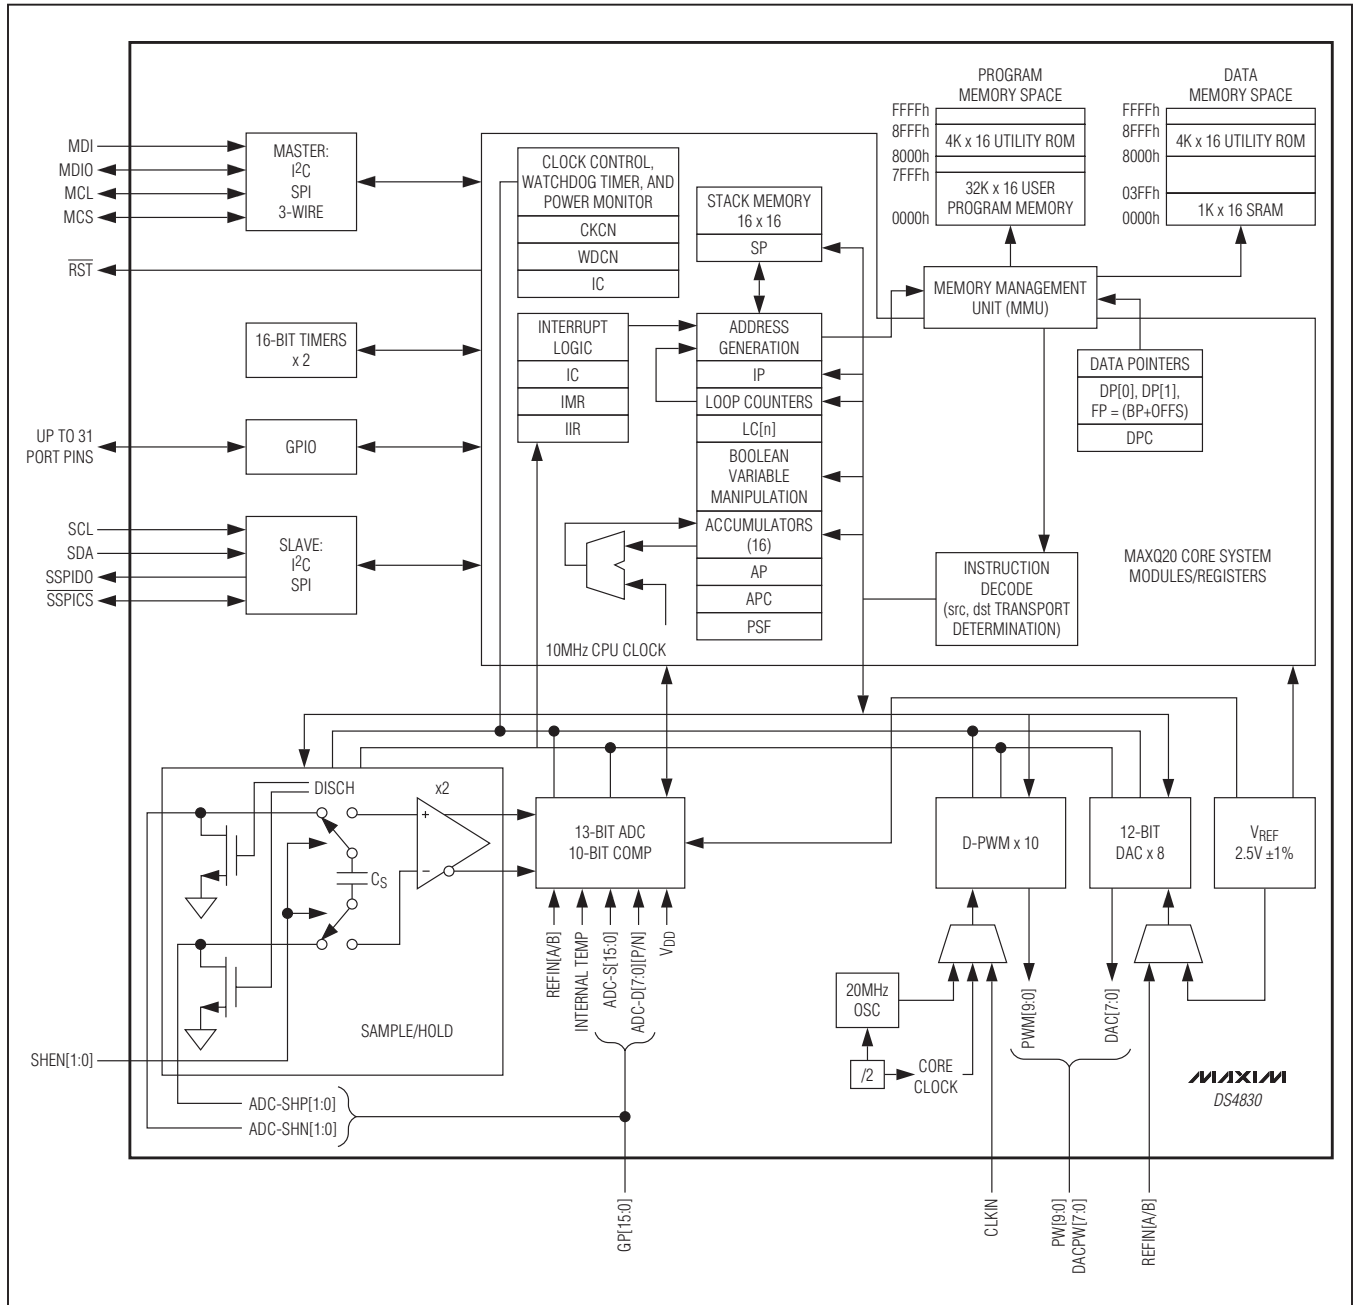 PROGRAM
MEMORY SPACE
FFFFh
8FFFh
4K x 16 UTILITY ROM
8000h
7FFFh
32K x 16 USER
PROGRAM MEMORY
0000h
DATA
MEMORY SPACE
FFFFh
8FFFh
4K x 16 UTILITY ROM
8000h
03FFh
1K x 16 SRAM
0000h
MDI
MDIO
MCL
MCS
MASTER:
I2C
SPI
3-WIRE
RST
16-BIT TIMERS
x 2
UP TO 31
PORT PINS
GPIO
SCL
SDA
SSPIDO
SSPICS
SLAVE:
I2C
SPI
CLOCK CONTROL,
WATCHDOG TIMER, AND
POWER MONITOR
CKCN
WDCN
IC
STACK MEMORY
16 x 16
SP
INTERRUPT
LOGIC
IC
IMR
IIR
ADDRESS
GENERATION
IP
LOOP COUNTERS
LC[n]
BOOLEAN
VARIABLE
MANIPULATION
ACCUMULATORS
(16)
AP
APC
PSF
10MHz CPU CLOCK
MEMORY MANAGEMENT
UNIT (MMU)
DATA POINTERS
DP[0], DP[1],
FP = (BP+OFFS)
DPC
INSTRUCTION
DECODE
(src, dst TRANSPORT
DETERMINATION)
MAXQ20 CORE SYSTEM
MODULES/REGISTERS
DISCH
x2
+
−
CS
SAMPLE/HOLD
SHEN[1:0]
ADC-SHP[1:0]
ADC-SHN[1:0]
13-BIT ADC
10-BIT COMP
REFIN[A/B]
INTERNAL TEMP
ADC-S[15:0]
ADC-D[7:0][P/N]
VDD
GP[15:0]
D-PWM x 10
12-BIT
DAC x 8
VREF
2.5V ±1%
20MHz
OSC
/2
CORE
CLOCK
PWM[9:0]
DAC[7:0]
MAXIM
DS4830
CLKIN
PW[9:0]
DACPW[7:0]
REFIN[A/B]